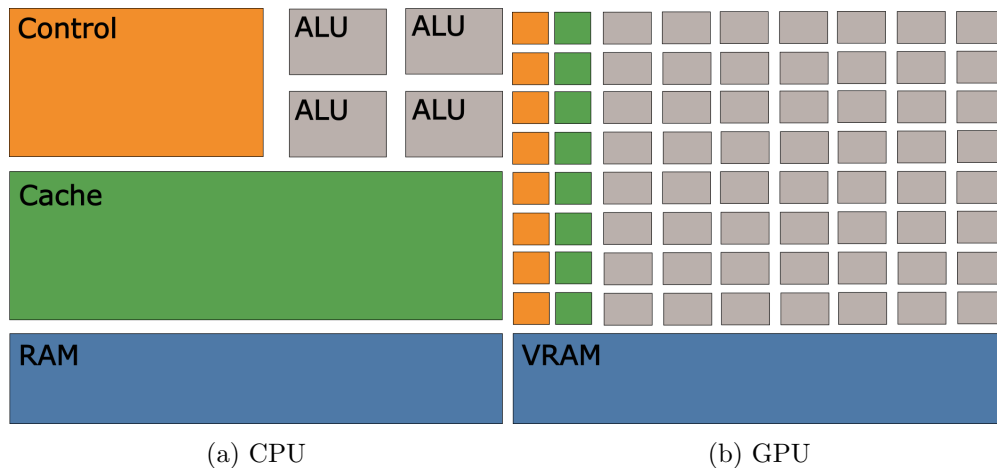 Control
ALU
ALU
ALU
ALU
Cache
RAM
VRAM
(a) CPU
(b) GPU